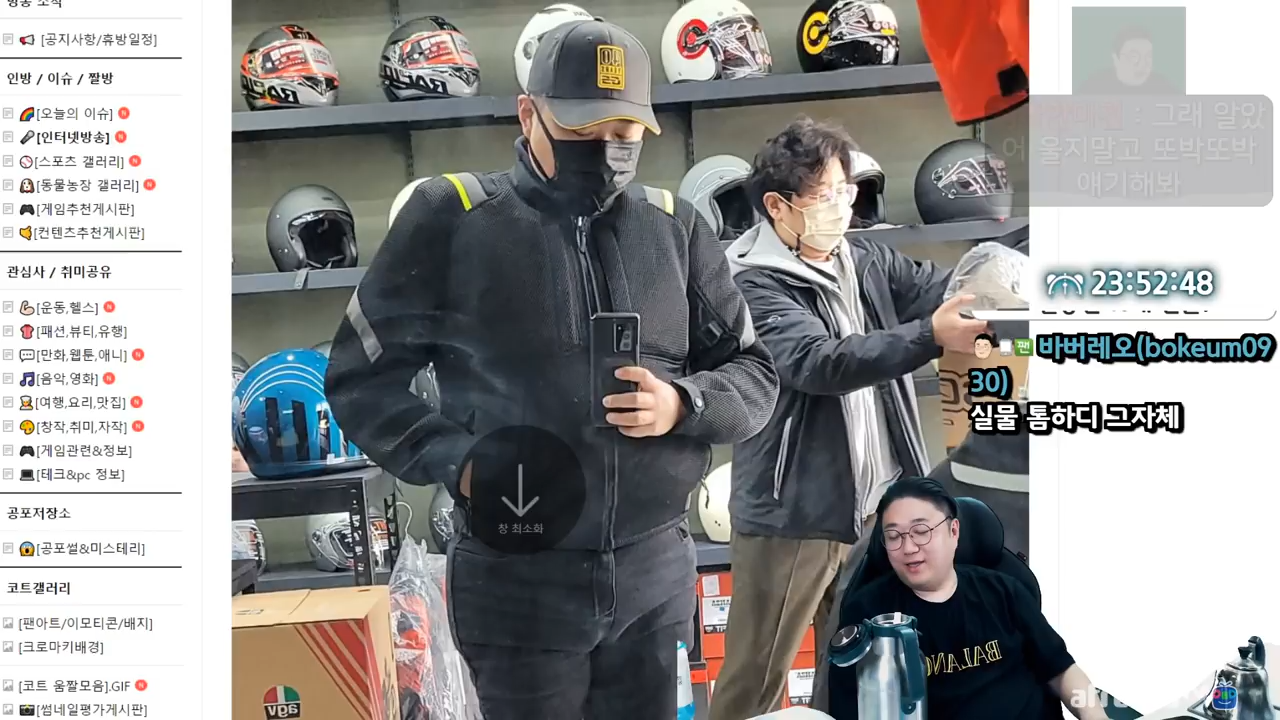 [공지사항/휴방일정]
인방 / 이슈 / 짤방
[오늘의 이슈] N
[인터넷방송] N
[스포츠 갤러리] N
[동물농장 갤러리] N
[게임추천게시판]
[컨텐츠추천게시판]
관심사 / 취미공유
[운동,헬스] N
[패션,뷰티,유행]
[만화,웹툰,애니] N
[음악,영화] N
[여행,요리,맛집] N
[창작,취미,자작] N
[게임관련&정보]
[테크&pc 정보]
공포저장소
[공포썰&미스테리]
코트갤러리
[팬아트/이모티콘/배지]
[크로마키배경]
[코트 움짤모음].GIF N
창 최소화
agv
: 그래 알았
어 울지말고 또박또박
얘기해봐
23:52:48
짼 바버레오(bokeum09
30)
실물 톰하디 그자체
BALANC